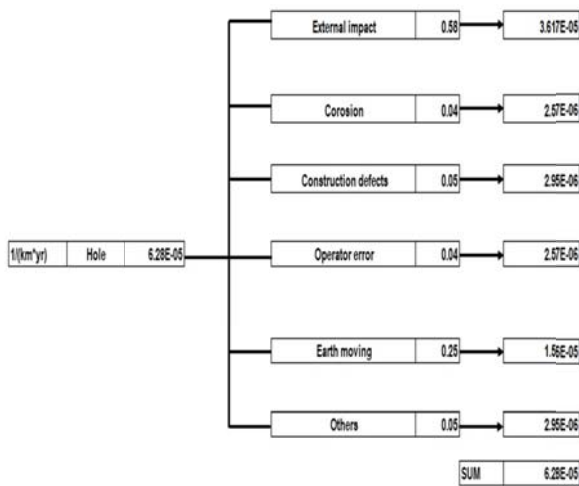 External impact 0.58 3.617E-05
Corosion 0.04 2.57E-06
Construction defects 0.05 2.95E-06
1/(km*yr) Hole 6.28E-05 Operator error 0.04 2.57E-06
Earth moving 0.25 1.56E-05
Others 0.05 2.95E-06
SUM 6.28E-05